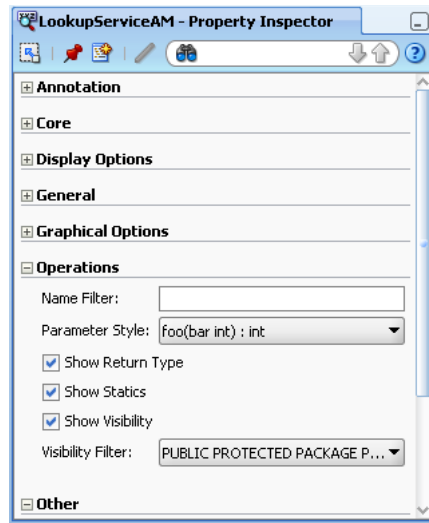 LookupServiceAM - Property Inspector
Annotation
Core
Display Options
General
Graphical Options
Operations
Name Filter:
Parameter Style: foo(bar int) : int
Show Return Type
Show Statics
Show Visibility
Visibility Filter: PUBLIC PROTECTED PACKAGE P...
Other